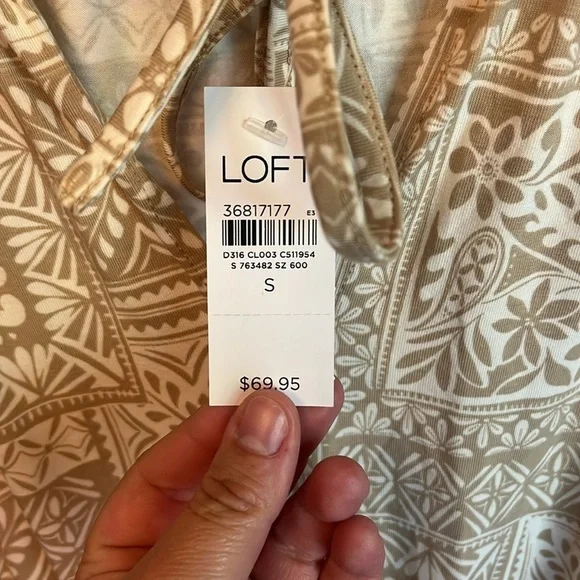 LOFT
36817177 E3
D316 CL003 C511954
S 763482 SZ 600
S
$69.95